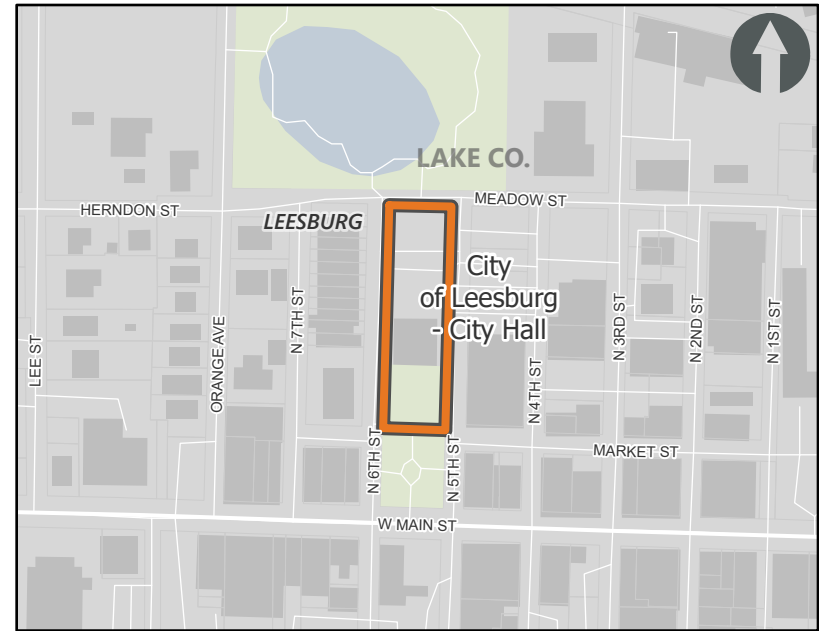 LAKE CO.
MEADOW ST
HERNDON ST
LEESBURG
City
of Leesburg
- City Hall
N 7TH ST
N 3RD ST
N 2ND ST
N 1ST ST
LEE ST
ORANGE AVE
N 4TH ST
N 6TH ST
N 5TH ST
MARKET ST
W MAIN ST